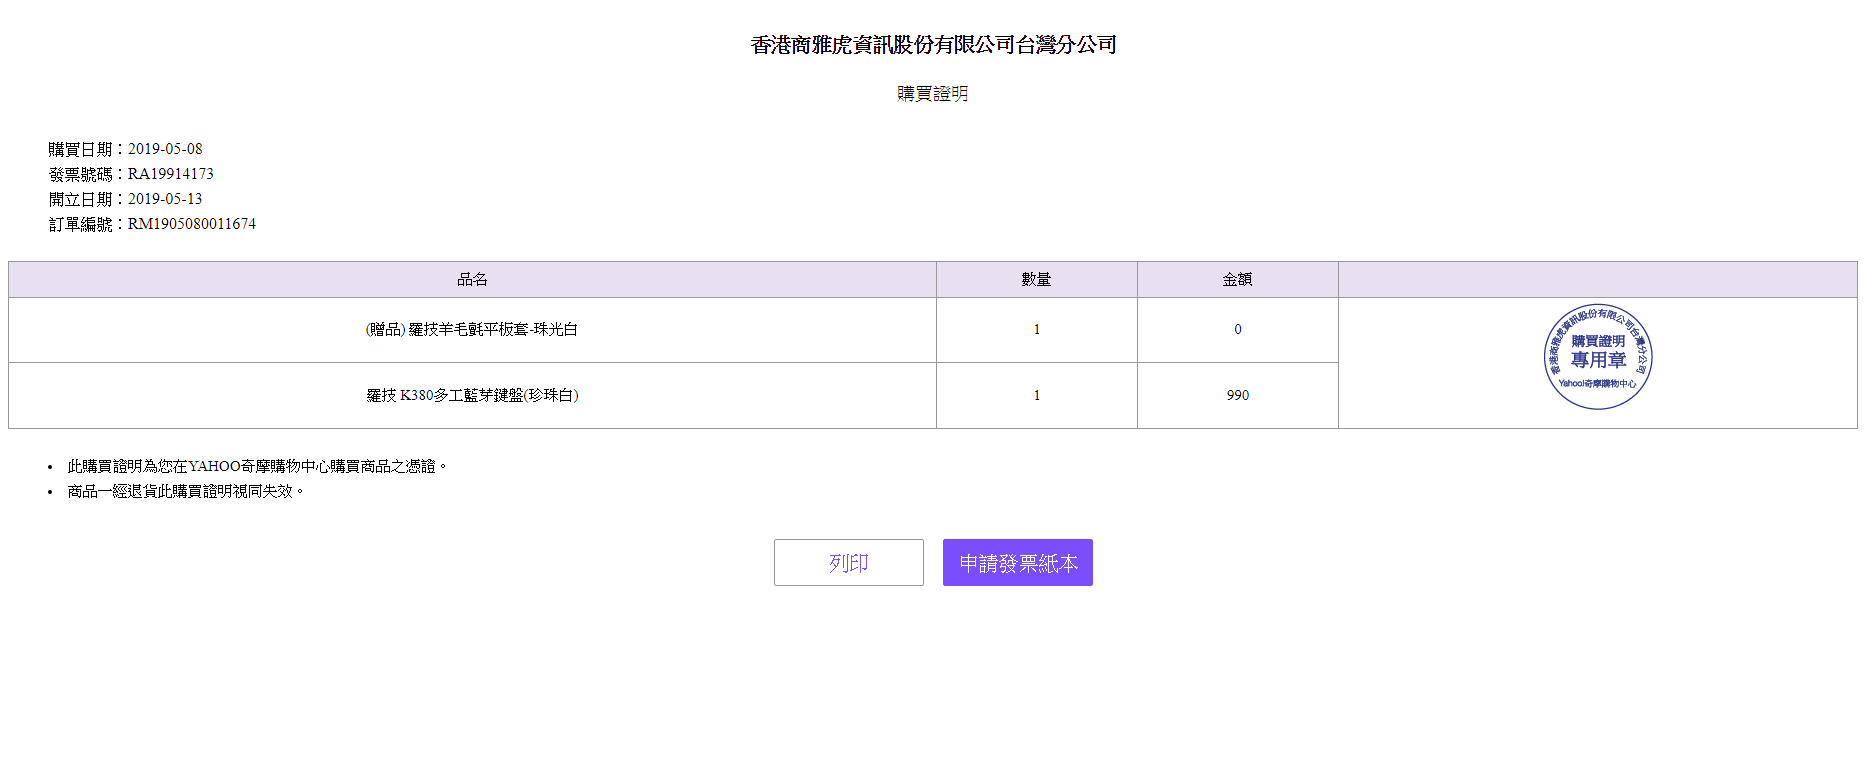 香港商雅虎資訊股份有限公司台灣分公司
購買證明
購買日期：2019-05-08
發票號碼：RA19914173
開立日期：2019-05-13
訂單編號：RM1905080011674
品名 數量 金額
(贈品) 羅技羊毛氈平板套-珠光白 1 0
羅技 K380多工藍芽鍵盤(珍珠白) 1 990
香港商雅虎資訊股份有限公司台灣分公司
購買證明
專用章
Yahoo!奇摩購物中心
• 此購買證明為您在YAHOO奇摩購物中心購買商品之憑證。
• 商品一經退貨此購買證明視同失效。
列印 申請發票紙本